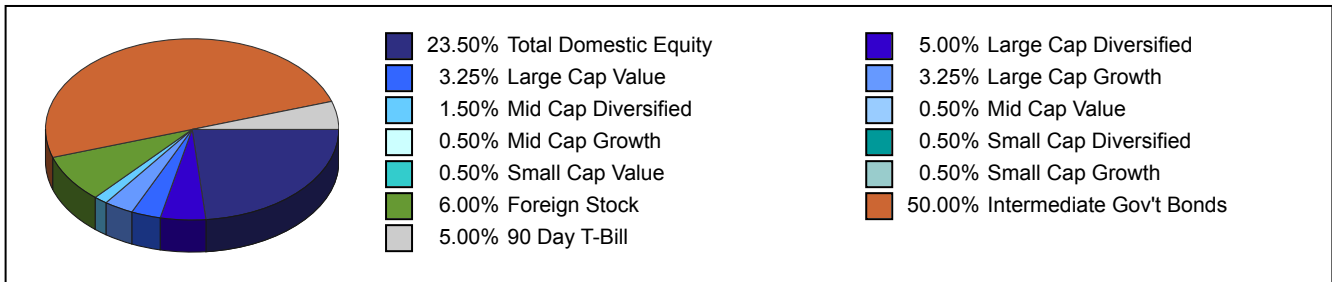 23.50% Total Domestic Equity
5.00% Large Cap Diversified
3.25% Large Cap Value
3.25% Large Cap Growth
1.50% Mid Cap Diversified
0.50% Mid Cap Value
0.50% Mid Cap Growth
0.50% Small Cap Diversified
0.50% Small Cap Value
0.50% Small Cap Growth
6.00% Foreign Stock
50.00% Intermediate Gov't Bonds
5.00% 90 Day T-Bill